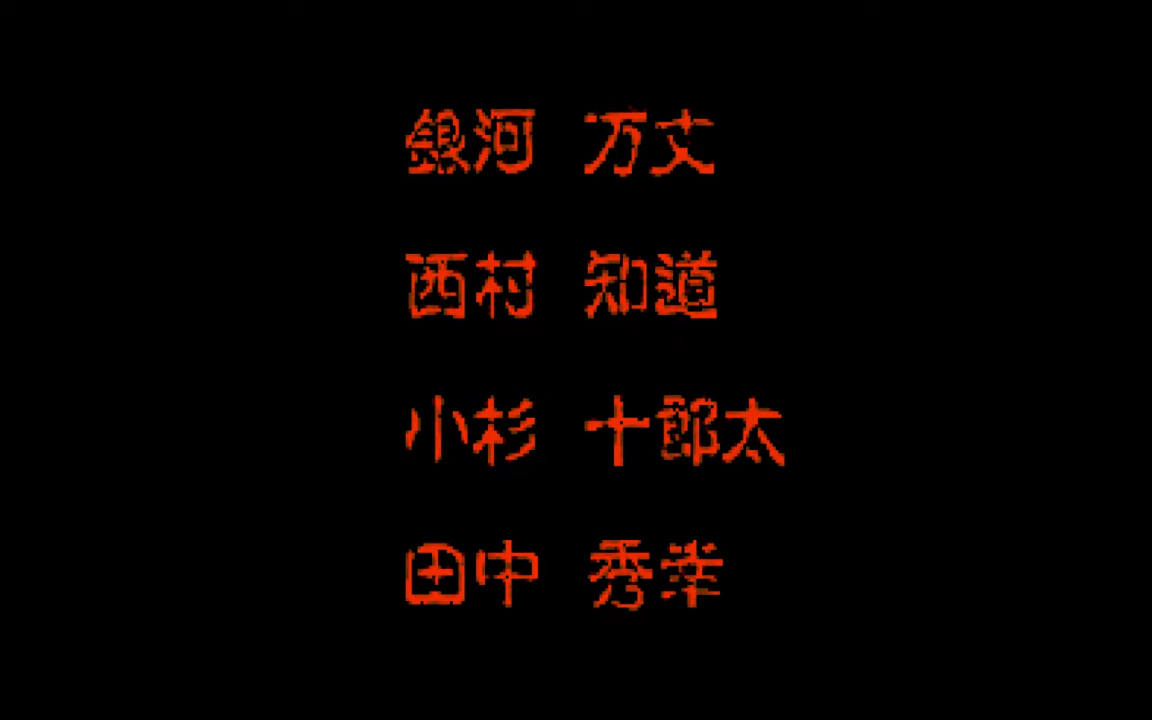 銀河 万丈
西村 知道
小杉 十郎太
田中 秀幸